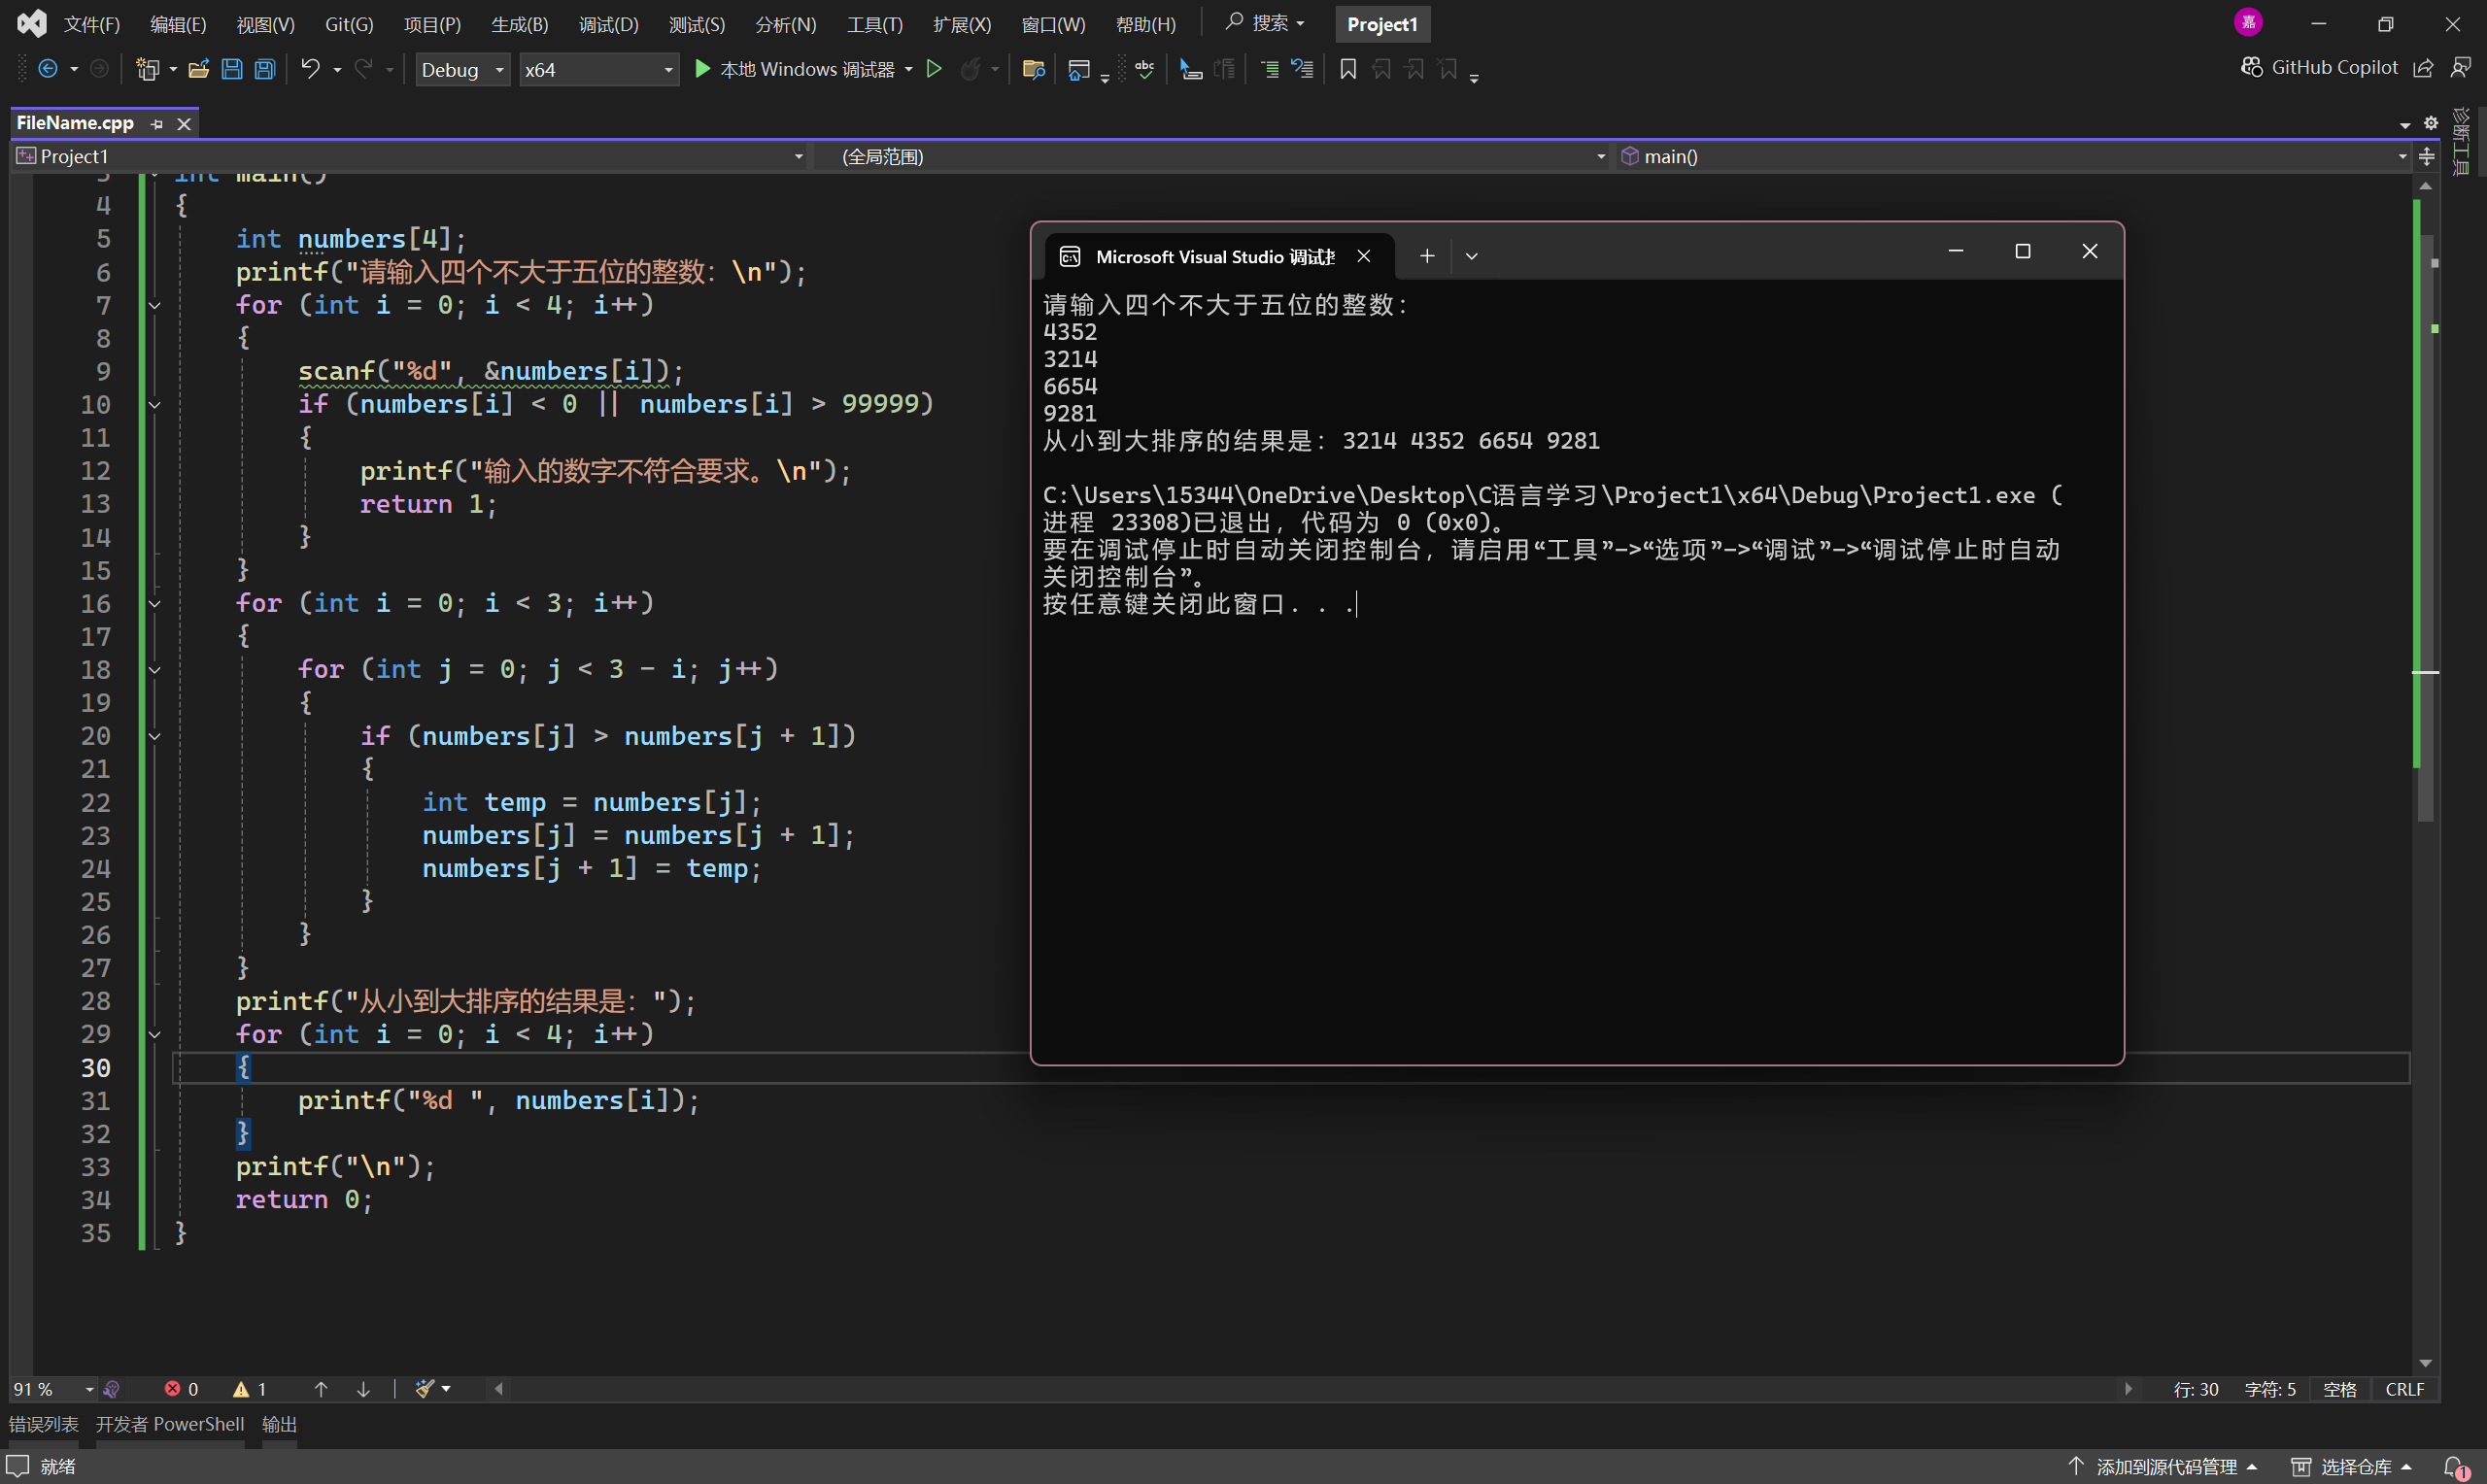 文件(F) 编辑(E) 视图(V) Git(G) 项目(P) 生成(B) 调试(D) 测试(S) 分析(N) 工具(T) 扩展(X) 窗口(W) 帮助(H) 搜索 Project1 嘉
Debug x64 本地 Windows 调试器 abc GitHub Copilot
FileName.cpp
诊断工具
Project1 (全局范围) main()
3 int main()
4 {
5 int numbers[4];
6 printf("请输入四个不大于五位的整数：\n");
7 for (int i = 0; i < 4; i++)
8 {
9 scanf("%d", &numbers[i]);
10 if (numbers[i] < 0 || numbers[i] > 99999)
11 {
12 printf("输入的数字不符合要求。\n");
13 return 1;
14 }
15 }
16 for (int i = 0; i < 3; i++)
17 {
18 for (int j = 0; j < 3 - i; j++)
19 {
20 if (numbers[j] > numbers[j + 1])
21 {
22 int temp = numbers[j];
23 numbers[j] = numbers[j + 1];
24 numbers[j + 1] = temp;
25 }
26 }
27 }
28 printf("从小到大排序的结果是：");
29 for (int i = 0; i < 4; i++)
30 {
31 printf("%d ", numbers[i]);
32 }
33 printf("\n");
34 return 0;
35 }
Microsoft Visual Studio 调试控
请输入四个不大于五位的整数：
4352
3214
6654
9281
从小到大排序的结果是：3214 4352 6654 9281
C:\Users\15344\OneDrive\Desktop\C语言学习\Project1\x64\Debug\Project1.exe (
进程 23308)已退出，代码为 0 (0x0)。
要在调试停止时自动关闭控制台，请启用“工具”->“选项”->“调试”->“调试停止时自动
关闭控制台”。
按任意键关闭此窗口. . .
91 % 0 1 行: 30 字符: 5 空格 CRLF
错误列表 开发者 PowerShell 输出
就绪 添加到源代码管理 选择仓库 1